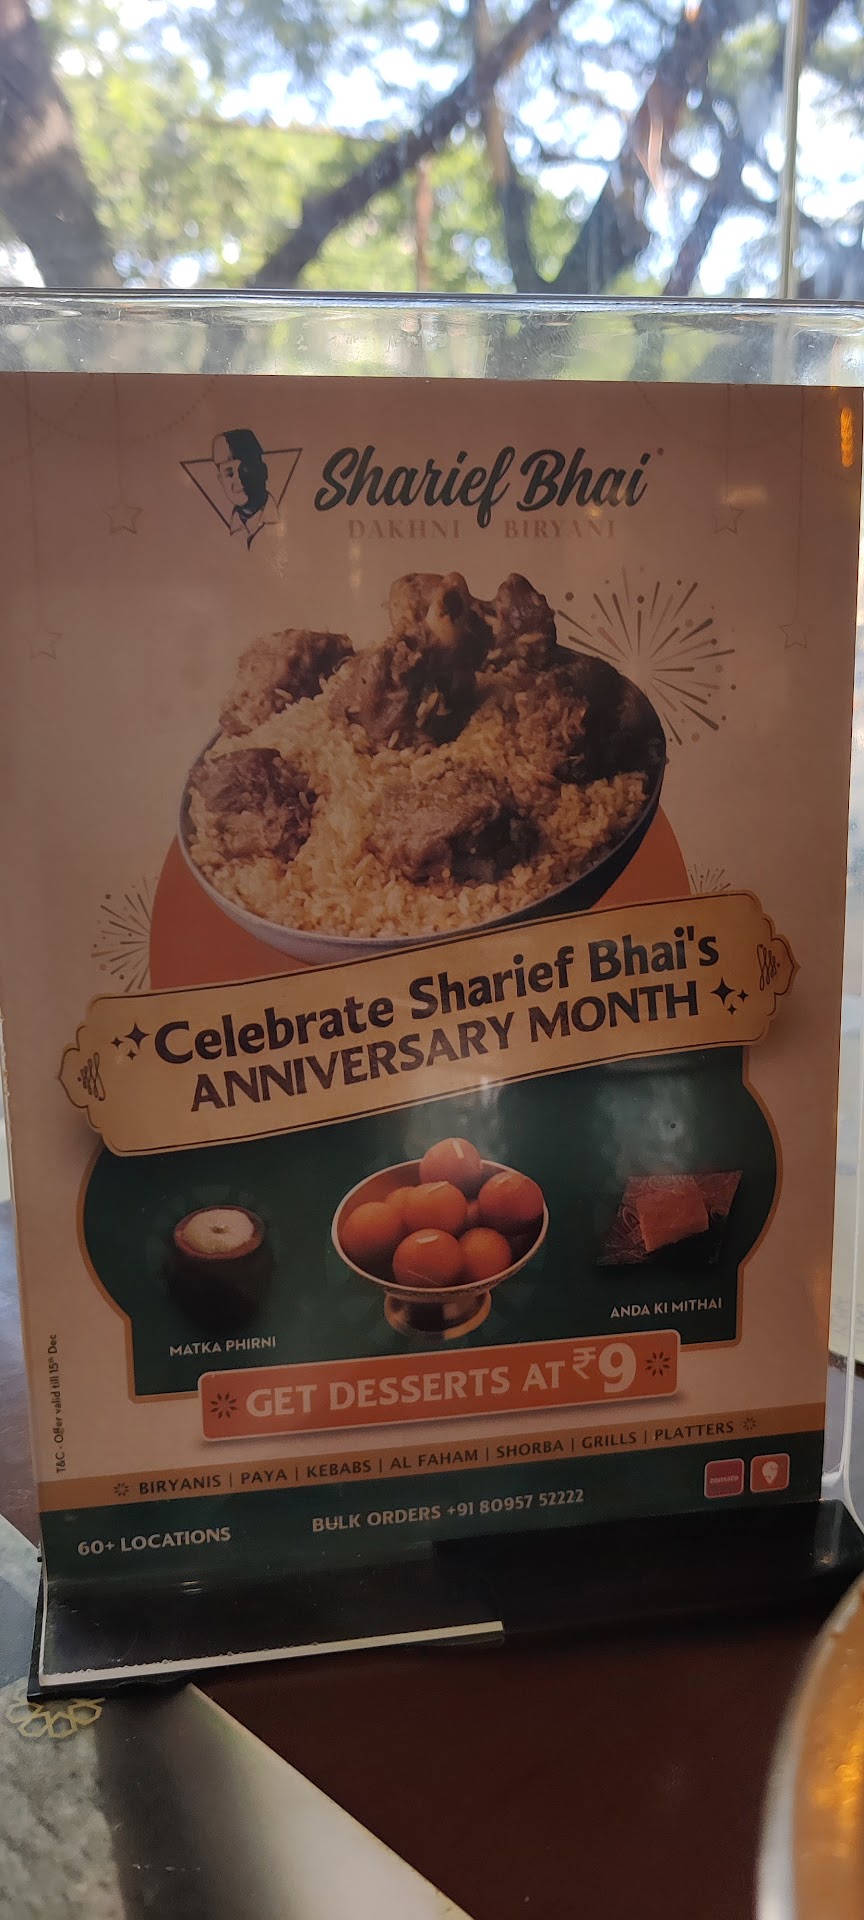 Sharief Bhai
DAKHNI BIRYANI
Celebrate Sharief Bhai's
ANNIVERSARY MONTH
MATKA PHIRNI
ANDA KI MITHAI
GET DESSERTS AT ₹9
T&C - Offer valid till 15th Dec
BIRYANIS | PAYA | KEBABS | AL FAHAM | SHORBA | GRILLS | PLATTERS
60+ LOCATIONS
BULK ORDERS +91 80957 52222
zomato